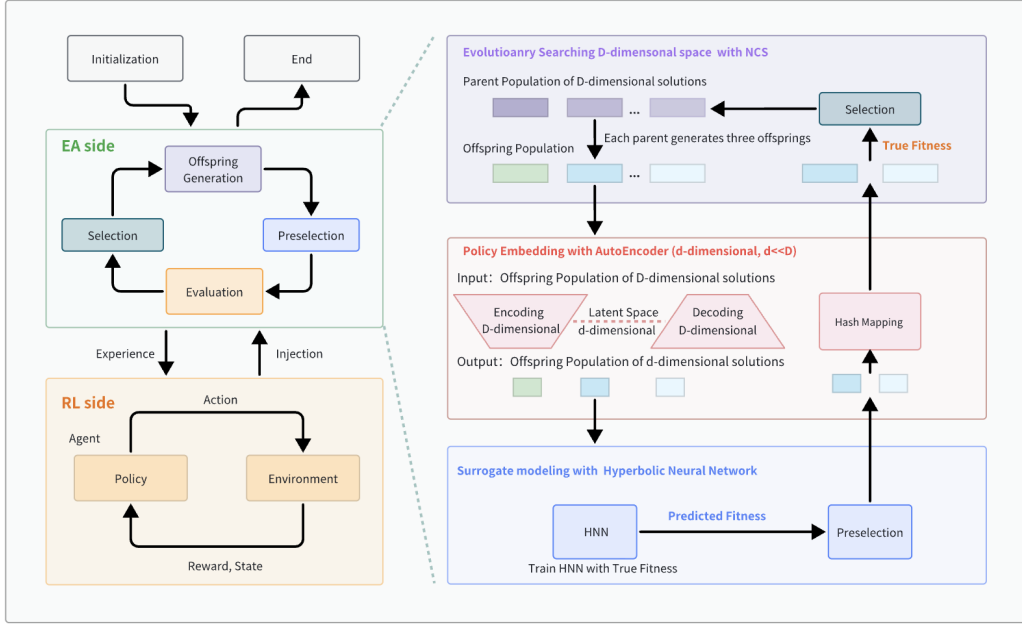 Initialization
End
EA side
Offspring
Generation
Selection
Preselection
Evaluation
Experience
Injection
RL side
Action
Agent
Policy
Environment
Reward, State
Evolutioanry Searching D-dimensonal space with NCS
Parent Population of D-dimensional solutions
...
Selection
Each parent generates three offsprings
True Fitness
Offspring Population
...
Policy Embedding with AutoEncoder (d-dimensional, d<<D)
Input: Offspring Population of D-dimensional solutions
Encoding
D-dimensional
Latent Space
d-dimensional
Decoding
D-dimensional
Hash Mapping
Output: Offspring Population of d-dimensional solutions
Surrogate modeling with Hyperbolic Neural Network
HNN
Predicted Fitness
Preselection
Train HNN with True Fitness